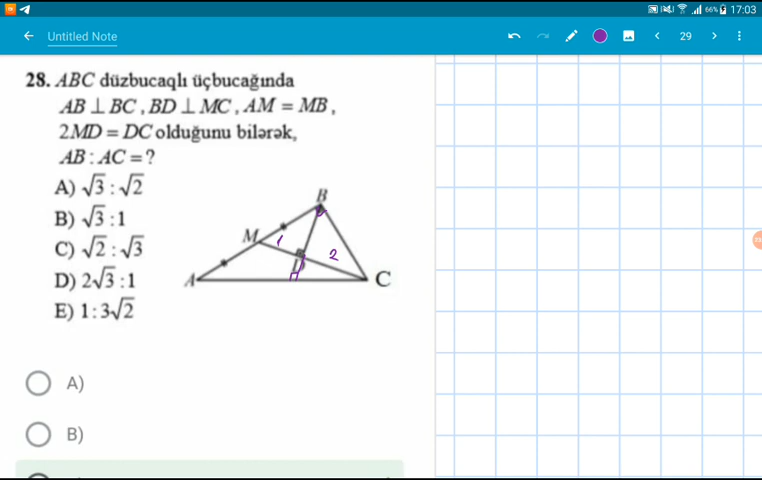 66% 17:03
Untitled Note
29
28. ABC düzbucaqlı üçbucağında
AB ⊥ BC , BD ⊥ MC , AM = MB ,
2MD = DC olduğunu bilərək,
AB : AC = ?
A) √3 : √2
B) √3 : 1
C) √2 : √3
D) 2√3 : 1
E) 1 : 3√2
B
M
1
2
D
A
C
A)
B)